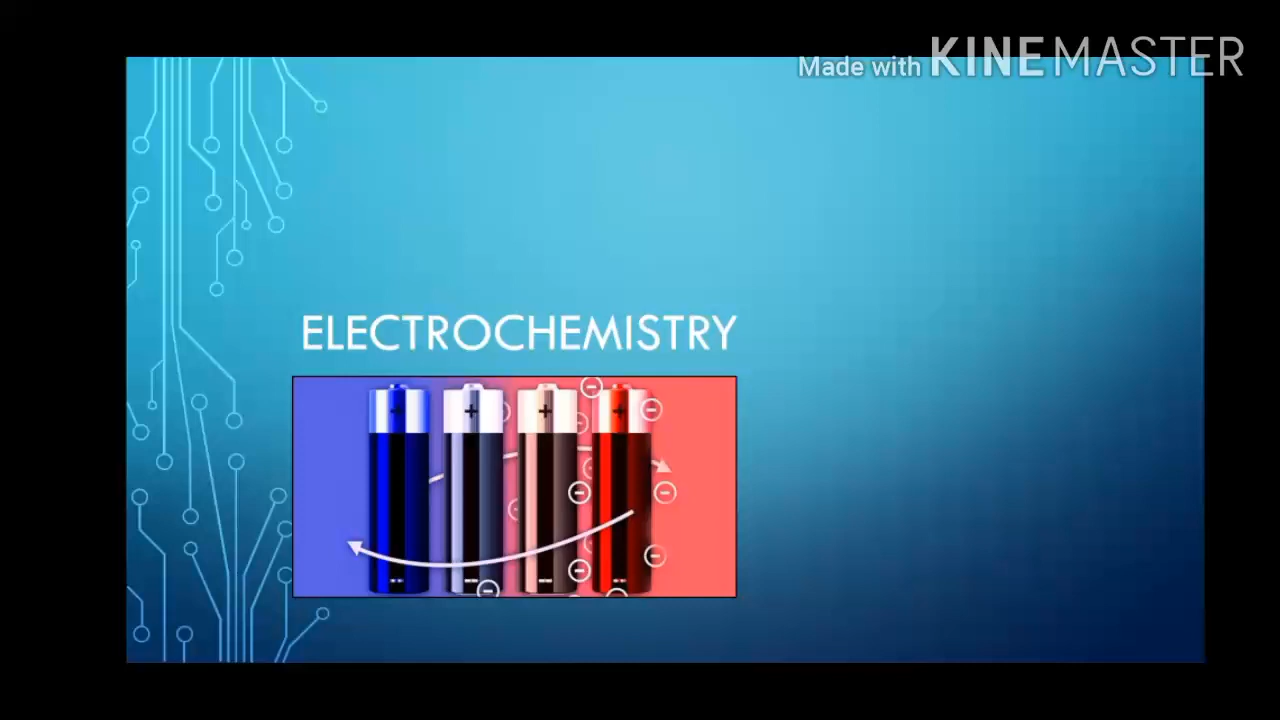 Made with KINEMASTER
ELECTROCHEMISTRY
+ + + +
- - - -